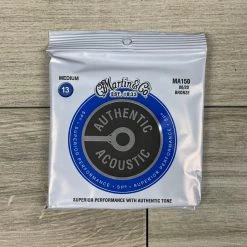 MEDIUM
13
C.F. Martin & Co
EST. 1833
MA150
80/20
BRONZE
AUTHENTIC
ACOUSTIC
SP®
SUPERIOR PERFORMANCE
SUPERIOR PERFORMANCE WITH AUTHENTIC TONE